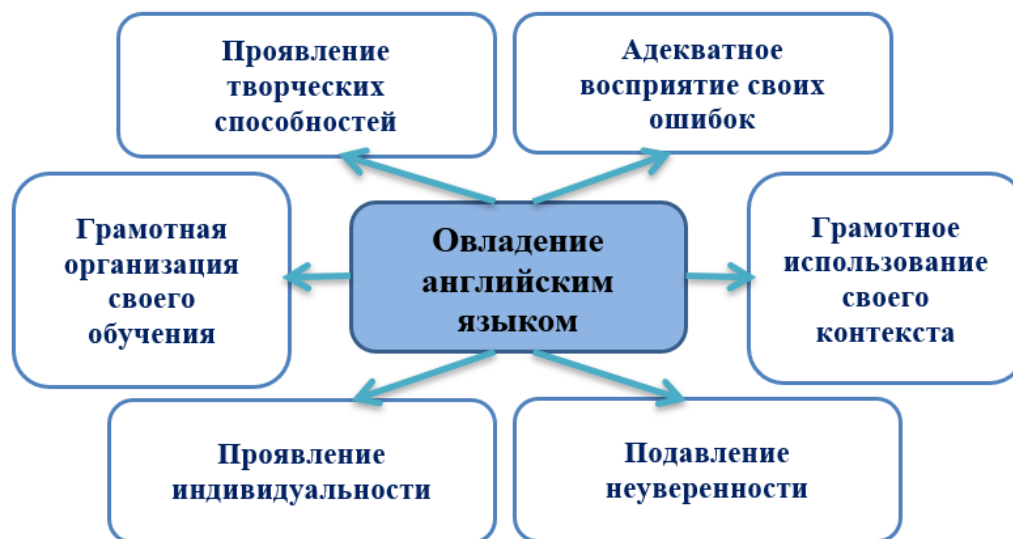 Проявление
творческих
способностей
Адекватное
восприятие своих
ошибок
Грамотная
организация
своего
обучения
Овладение
английским
языком
Грамотное
использование
своего
контекста
Проявление
индивидуальности
Подавление
неуверенности